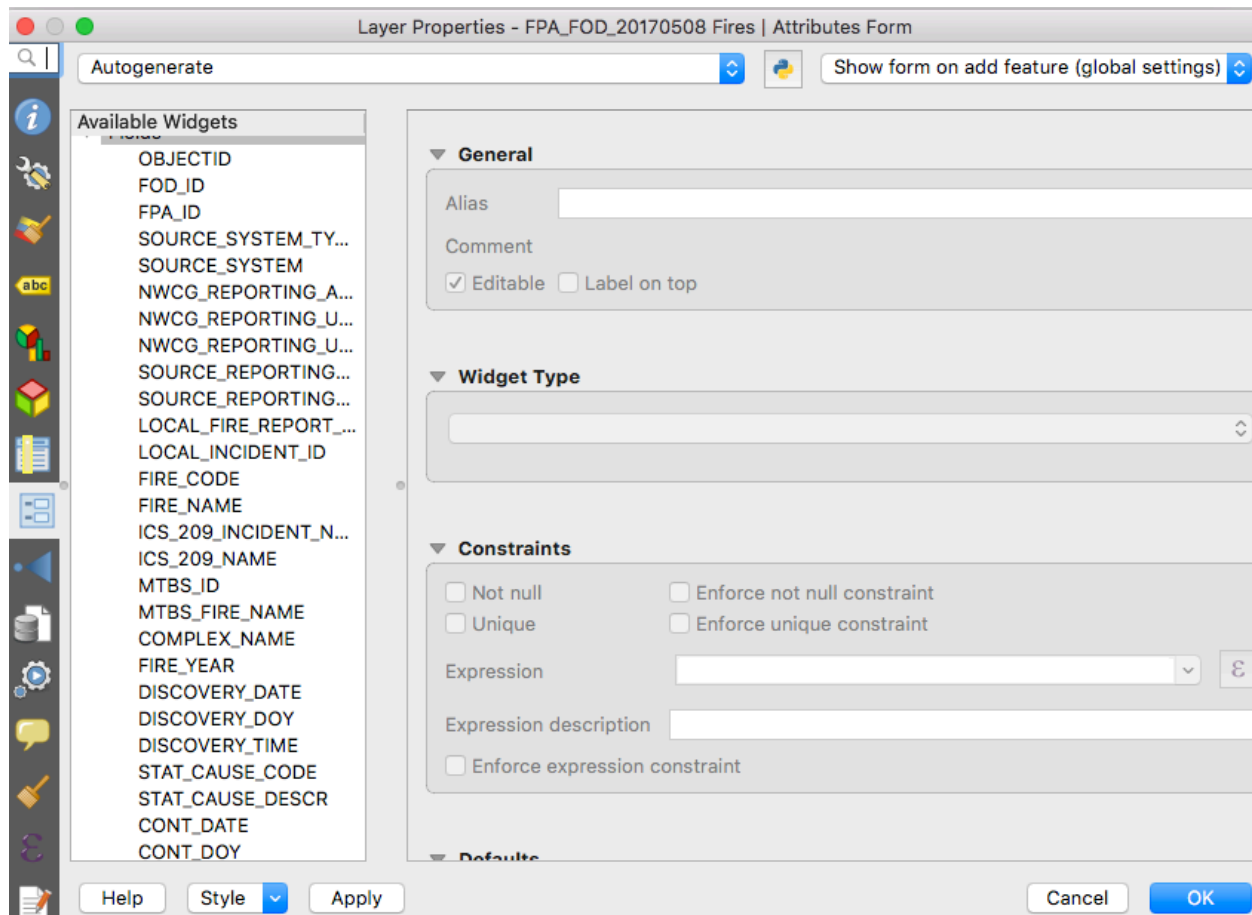 Layer Properties - FPA_FOD_20170508 Fires | Attributes Form
Autogenerate
Show form on add feature (global settings)
Available Widgets
Fields
OBJECTID
FOD_ID
FPA_ID
SOURCE_SYSTEM_TY...
SOURCE_SYSTEM
NWCG_REPORTING_A...
NWCG_REPORTING_U...
NWCG_REPORTING_U...
SOURCE_REPORTING...
SOURCE_REPORTING...
LOCAL_FIRE_REPORT_...
LOCAL_INCIDENT_ID
FIRE_CODE
FIRE_NAME
ICS_209_INCIDENT_N...
ICS_209_NAME
MTBS_ID
MTBS_FIRE_NAME
COMPLEX_NAME
FIRE_YEAR
DISCOVERY_DATE
DISCOVERY_DOY
DISCOVERY_TIME
STAT_CAUSE_CODE
STAT_CAUSE_DESCR
CONT_DATE
CONT_DOY
General
Alias
Comment
Editable Label on top
Widget Type
Constraints
Not null Enforce not null constraint
Unique Enforce unique constraint
Expression ε
Expression description
Enforce expression constraint
Defaults
abc
Help Style Apply Cancel OK